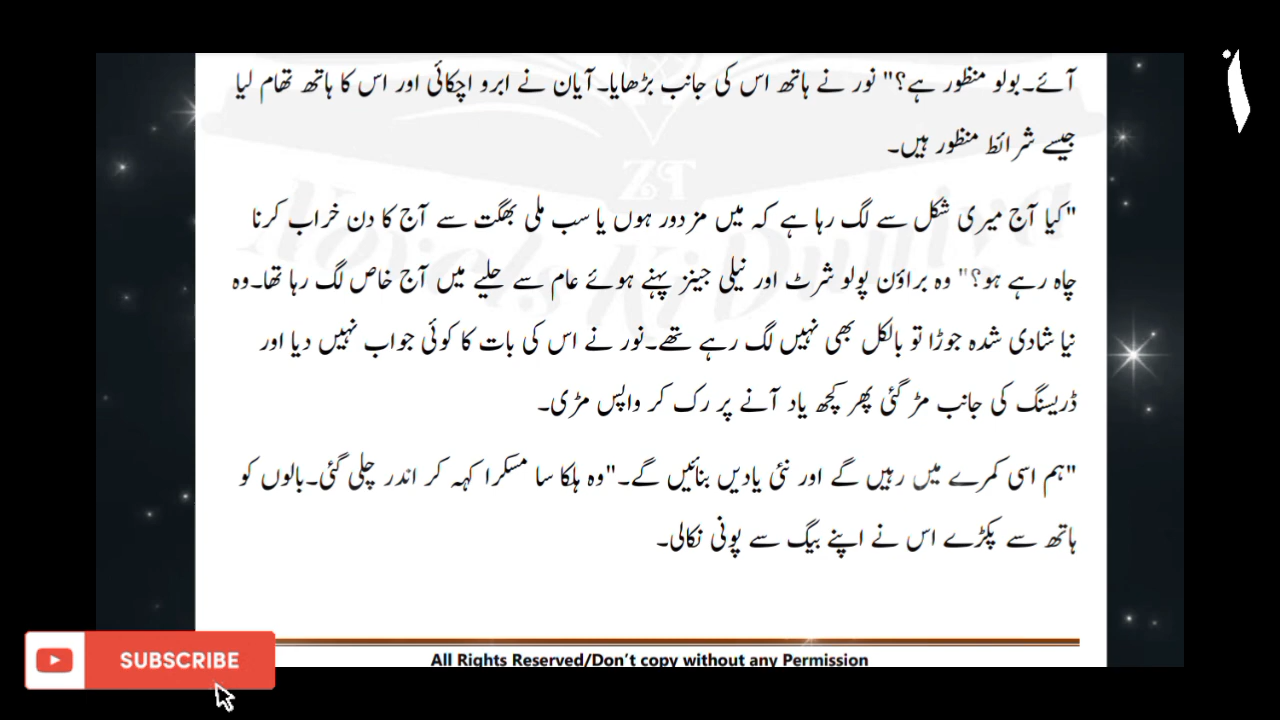 آئے۔بولو منظور ہے؟" نور نے ہاتھ اس کی جانب بڑھایا۔آیان نے ابرو اچکائی اور اس کا ہاتھ تھام لیا
جیسے شرائط منظور ہیں۔
"کیا آج میری شکل سے لگ رہا ہے کہ میں مزدور ہوں یا سب ملی بھگت سے آج کا دن خراب کرنا
چاہ رہے ہو؟" وہ براؤن پولو شرٹ اور نیلی جینز پہنے ہوئے عام سے حلیے میں آج خاص لگ رہا تھا۔وہ
نیا شادی شدہ جوڑا تو بالکل بھی نہیں لگ رہے تھے۔نور نے اس کی بات کا کوئی جواب نہیں دیا اور
ڈریسنگ کی جانب مڑ گئی پھر کچھ یاد آنے پر رک کر واپس مڑی۔
"ہم اسی کمرے میں رہیں گے اور نئی یادیں بنائیں گے۔"وہ ہلکا سا مسکرا کہہ کر اندر چلی گئی۔بالوں کو
ہاتھ سے پکڑے اس نے اپنے بیگ سے پونی نکالی۔
ZT
Novels Ki Duniya
All Rights Reserved/Don't copy without any Permission
SUBSCRIBE